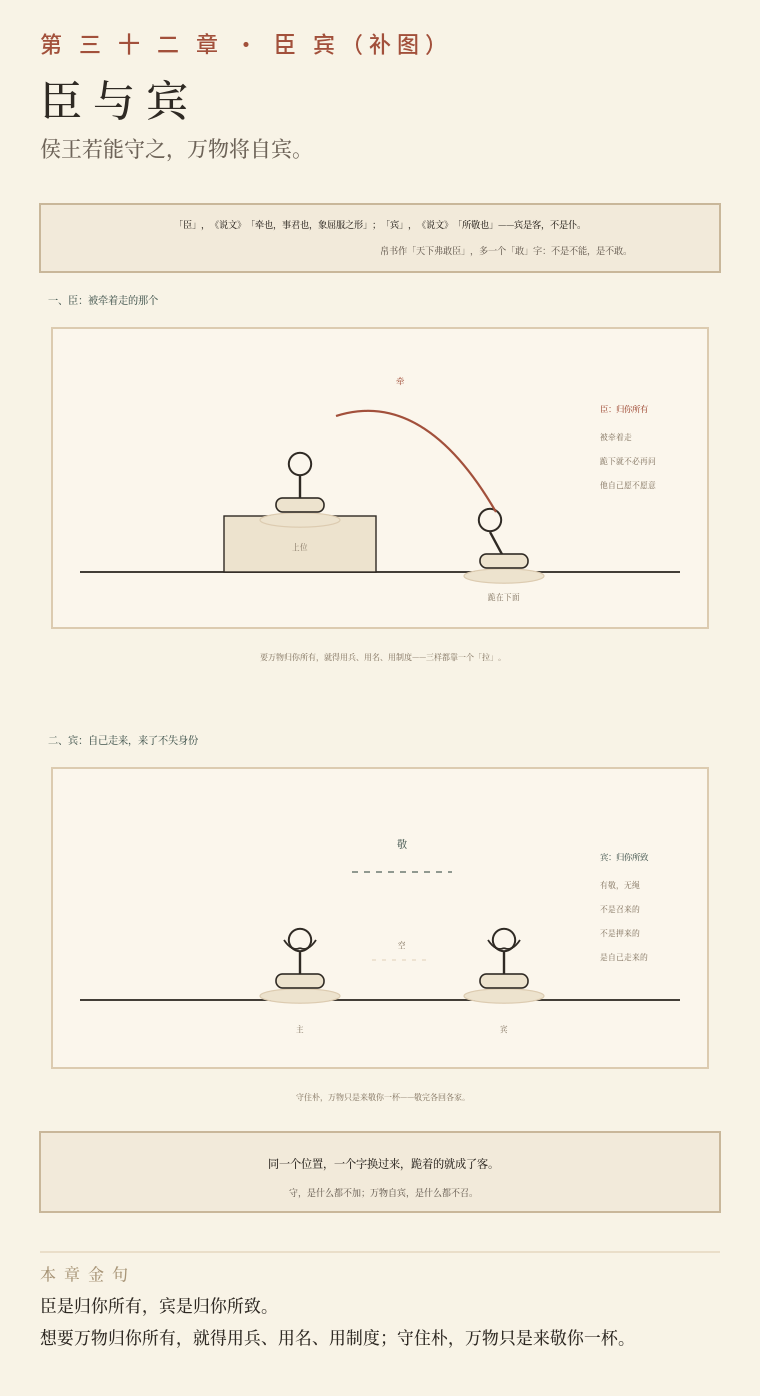 第三十二章・臣宾（补图）
臣与宾
侯王若能守之，万物将自宾。
「臣」，《说文》「牵也，事君也，象屈服之形」；「宾」，《说文》「所敬也」——宾是客，不是仆。
帛书作「天下弗敢臣」，多一个「敢」字：不是不能，是不敢。
一、臣：被牵着走的那个
牵
臣：归你所有
被牵着走
跪下就不必再问
他自己愿不愿意
上位
跪在下面
要万物归你所有，就得用兵、用名、用制度——三样都靠一个「拉」。
二、宾：自己走来，来了不失身份
敬
宾：归你所致
有敬，无绳
不是召来的
空
不是押来的
是自己走来的
主
宾
守住朴，万物只是来敬你一杯——敬完各回各家。
同一个位置，一个字换过来，跪着的就成了客。
守，是什么都不加；万物自宾，是什么都不召。
本章金句
臣是归你所有，宾是归你所致。
想要万物归你所有，就得用兵、用名、用制度；守住朴，万物只是来敬你一杯。